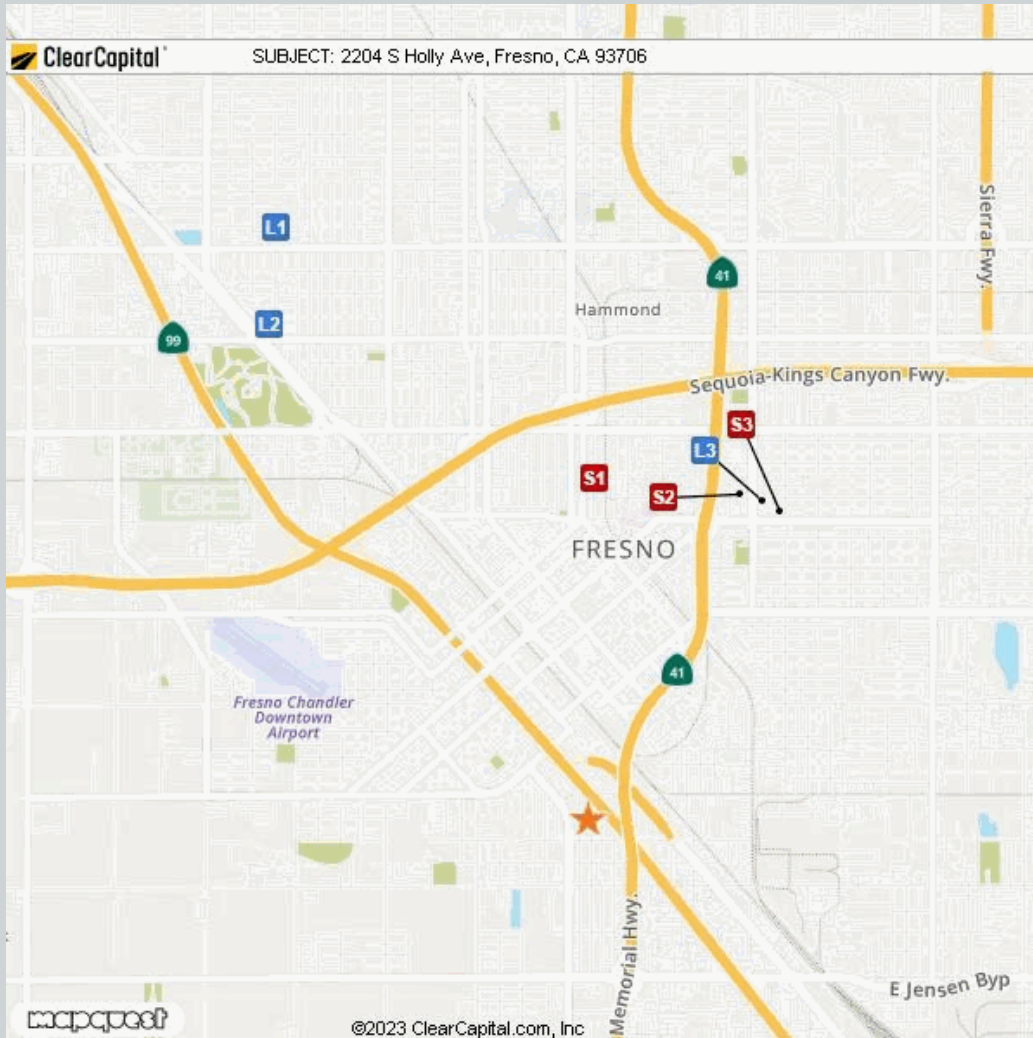 ClearCapital
SUBJECT: 2204 S Holly Ave, Fresno, CA 93706
Sierra Fwy.
L1
41
Hammond
L2
99
Sequoia-Kings Canyon Fwy.
S3
L3
S1
S2
FRESNO
41
Fresno Chandler
Downtown
Airport
Memorial Hwy.
E Jensen Byp
mapquest
©2023 ClearCapital.com, Inc